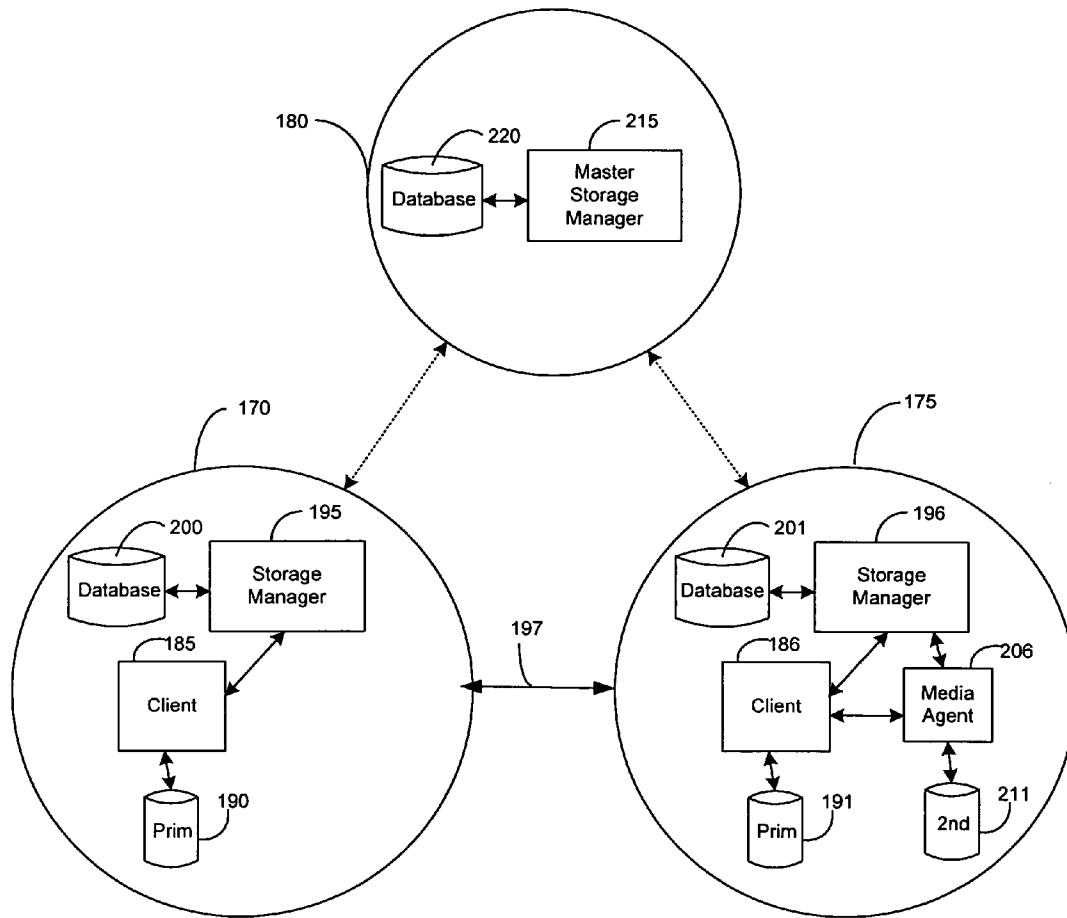 180
220
215
Database
Master
Storage
Manager
170
200
195
Database
Storage
Manager
185
Client
Prim
190
197
175
201
196
Database
Storage
Manager
186
206
Client
Media
Agent
Prim
191
2nd
211